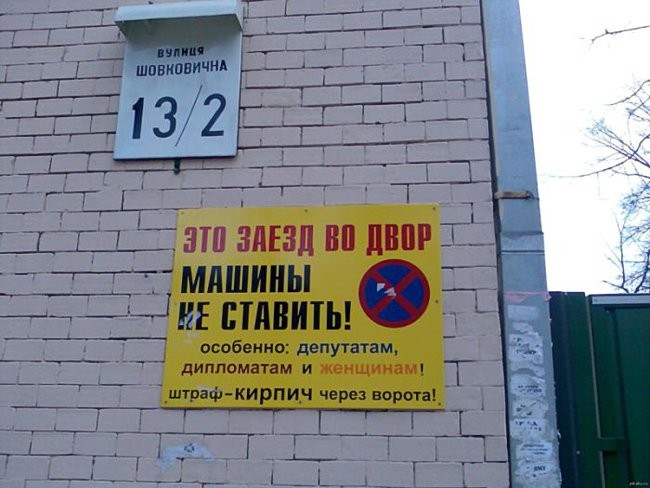 ВУЛИЦЯ
ШОВКОВИЧНА
13/2
ЭТО ЗАЕЗД ВО ДВОР
МАШИНЫ
НЕ СТАВИТЬ!
особенно: депутатам,
дипломатам и женщинам!
штраф-кирпич через ворота!